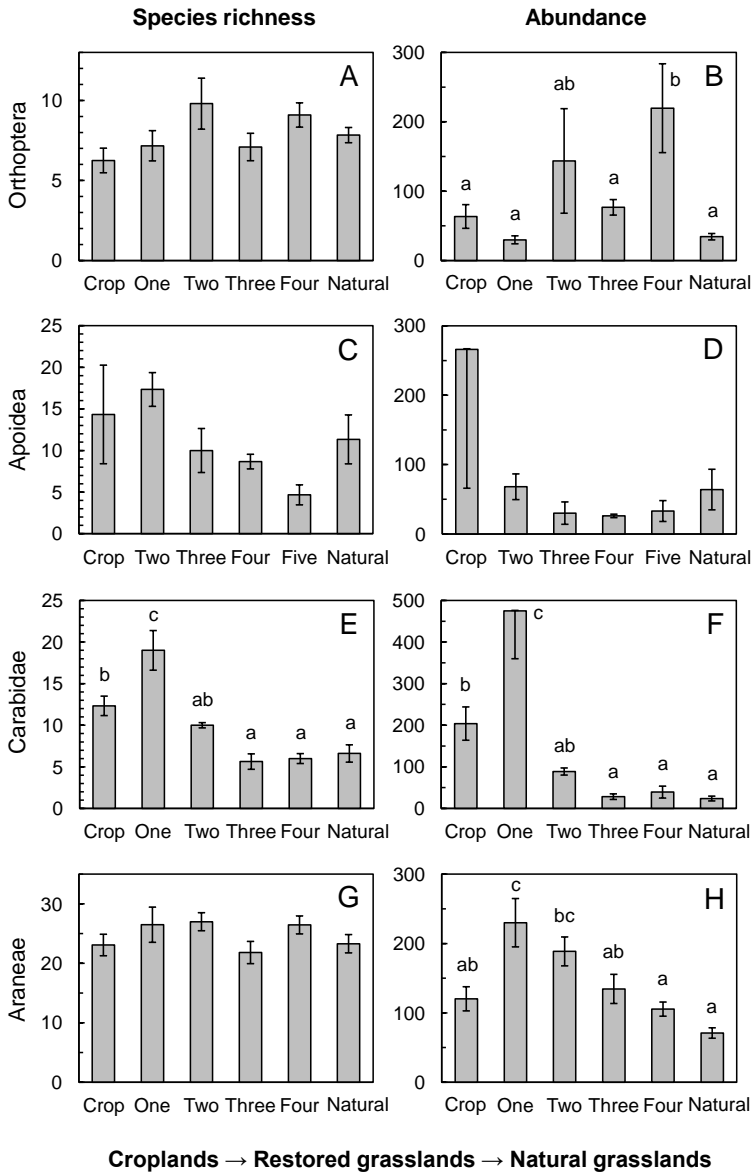 Species richness Abundance
Orthoptera
A
10
5
0
Crop One Two Three Four Natural
B
300
200
100
0
a a ab a b a
Crop One Two Three Four Natural
Apoidea
C
25
20
15
10
5
0
Crop Two Three Four Five Natural
D
300
200
100
0
Crop Two Three Four Five Natural
Carabidae
E
25
20
15
10
5
0
b c ab a a a
Crop One Two Three Four Natural
F
500
400
300
200
100
0
b c ab a a a
Crop One Two Three Four Natural
Araneae
G
30
20
10
0
Crop One Two Three Four Natural
H
300
200
100
0
ab c bc ab a a
Crop One Two Three Four Natural
Croplands → Restored grasslands → Natural grasslands